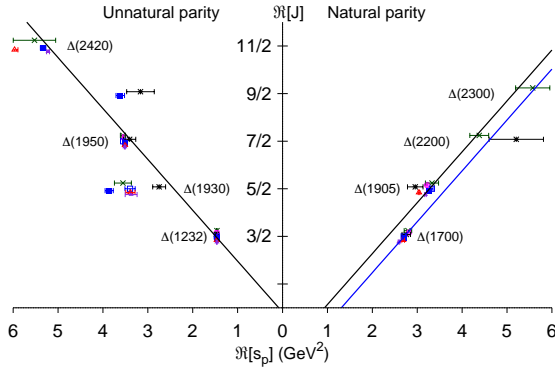 Unnatural parity ℜ[J] Natural parity
11/2
Δ(2420)
9/2
Δ(2300)
7/2
Δ(1950)
Δ(2200)
5/2
Δ(1930)
Δ(1905)
3/2
Δ(1232)
Δ(1700)
6 5 4 3 2 1 0 1 2 3 4 5 6
ℜ[s_p] (GeV²)